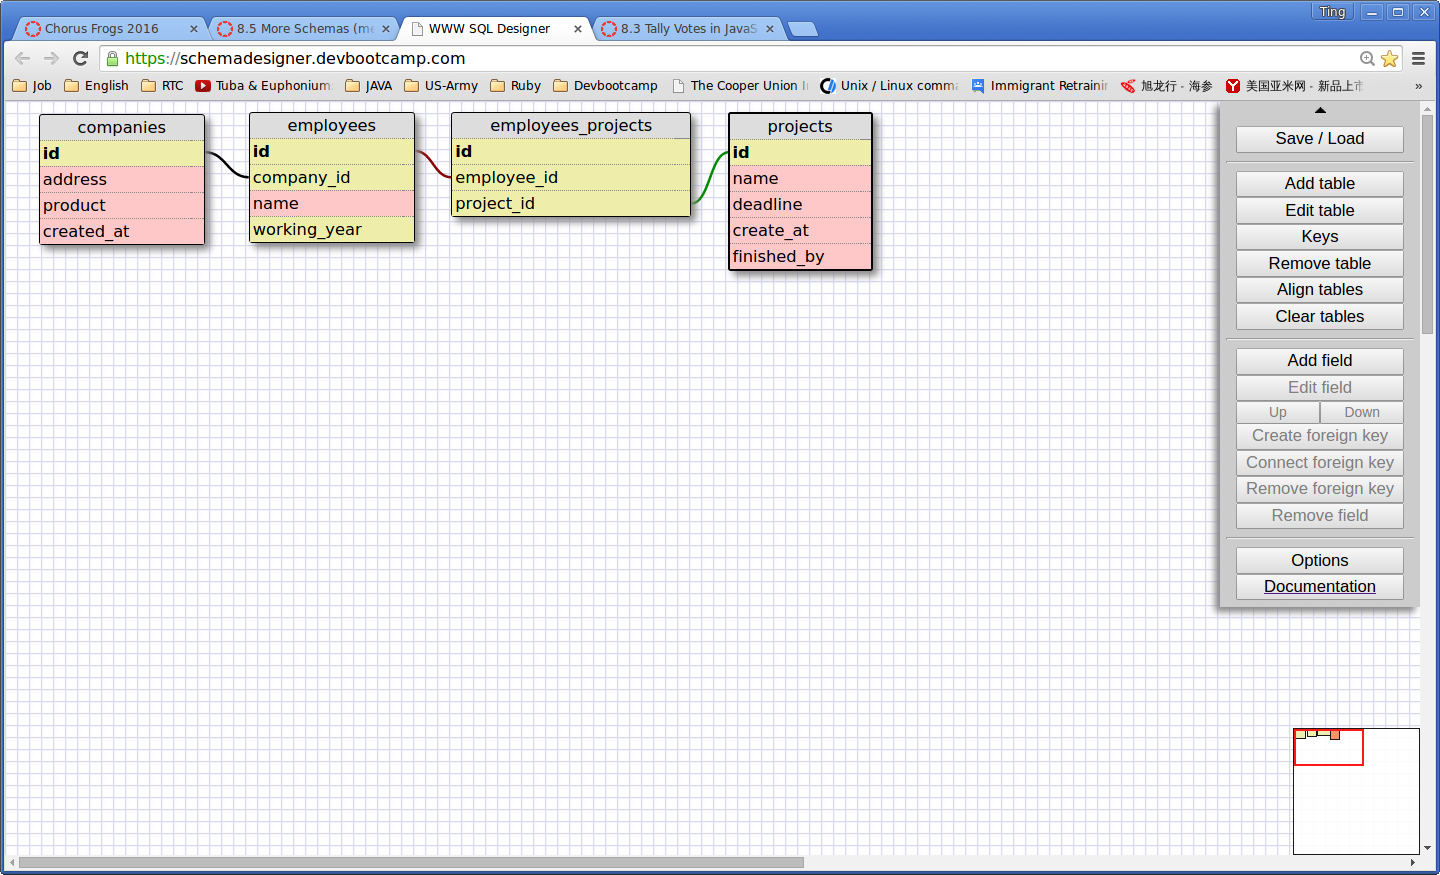 Ting
Chorus Frogs 2016
8.5 More Schemas (me
WWW SQL Designer
8.3 Tally Votes in JavaS
https://schemadesigner.devbootcamp.com
Job
English
RTC
Tuba & Euphonium
JAVA
US-Army
Ruby
Devbootcamp
The Cooper Union I
Unix / Linux comma
Immigrant Retrainin
旭龙行 - 海参
美国亚米网 - 新品上市
»
companies
id
address
product
created_at
employees
id
company_id
name
working_year
employees_projects
id
employee_id
project_id
projects
id
name
deadline
create_at
finished_by
Save / Load
Add table
Edit table
Keys
Remove table
Align tables
Clear tables
Add field
Edit field
Up
Down
Create foreign key
Connect foreign key
Remove foreign key
Remove field
Options
Documentation